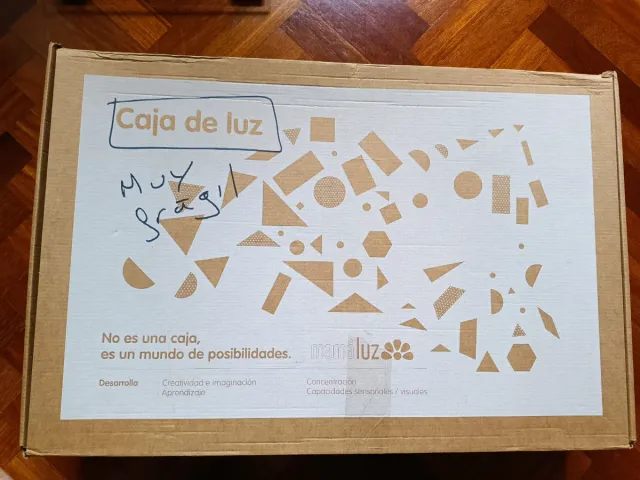 Caja de luz
MUY
frágil
No es una caja,
es un mundo de posibilidades.
mamáluz
Desarrolla
Creatividad e imaginación
Aprendizaje
Concentración
Capacidades sensoriales / visuales